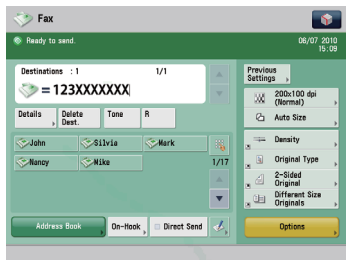 Fax
Ready to send.
06/07 2010
15:09
Destinations : 1
1/1
=123XXXXXXX
Details
Delete
Dest.
Tone
R
John
Silvia
Mark
Nancy
Mike
1/17
Address Book
On-Hook
Direct Send
Previous
Settings
200x100 dpi
(Normal)
Auto Size
Density
Original Type
2-Sided
Original
Different Size
Originals
Options